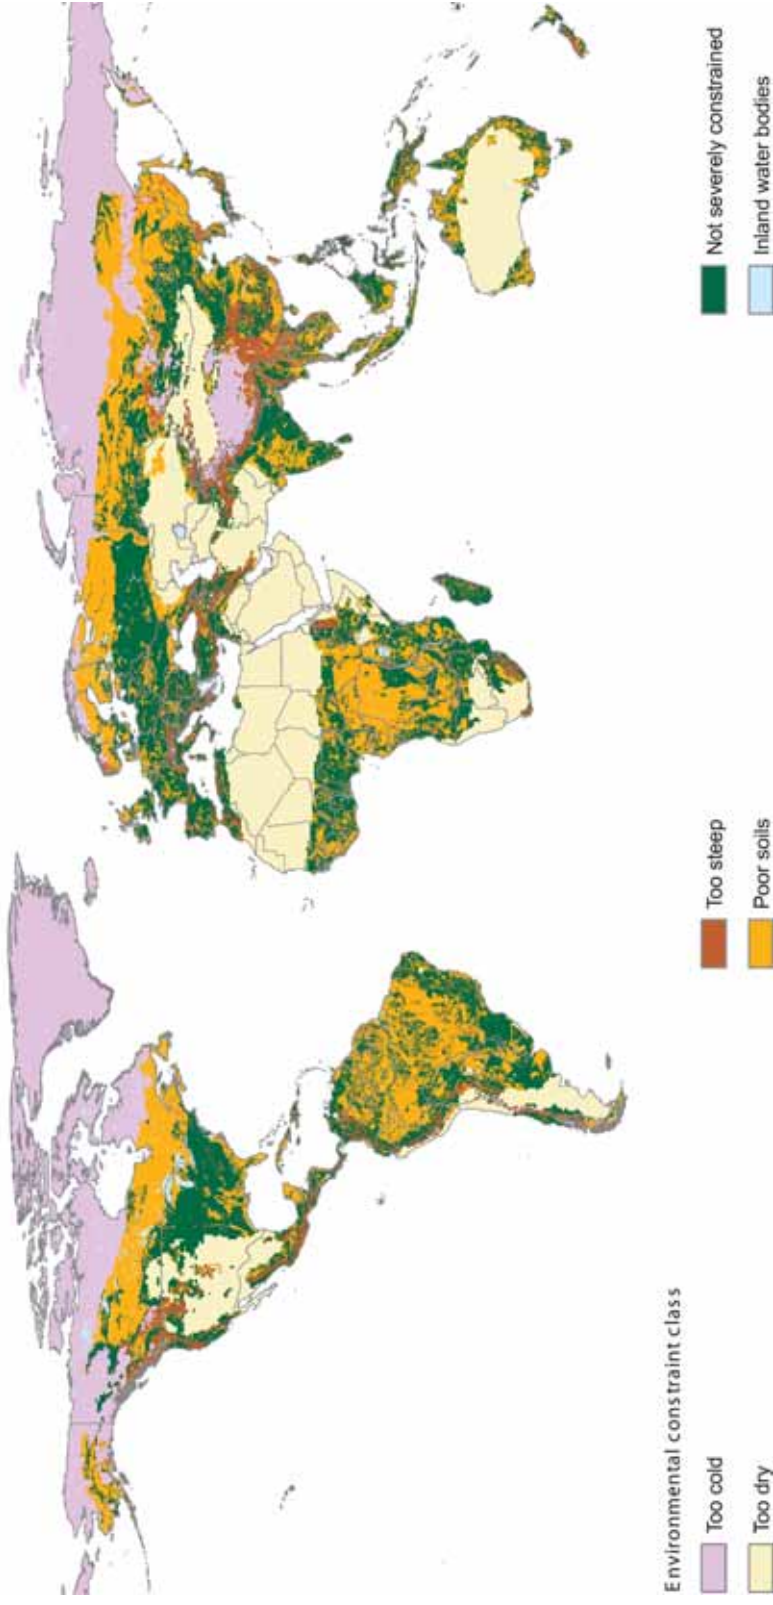 Environmental constraint class
Too cold
Too dry
Too steep
Poor soils
Not severely constrained
Inland water bodies